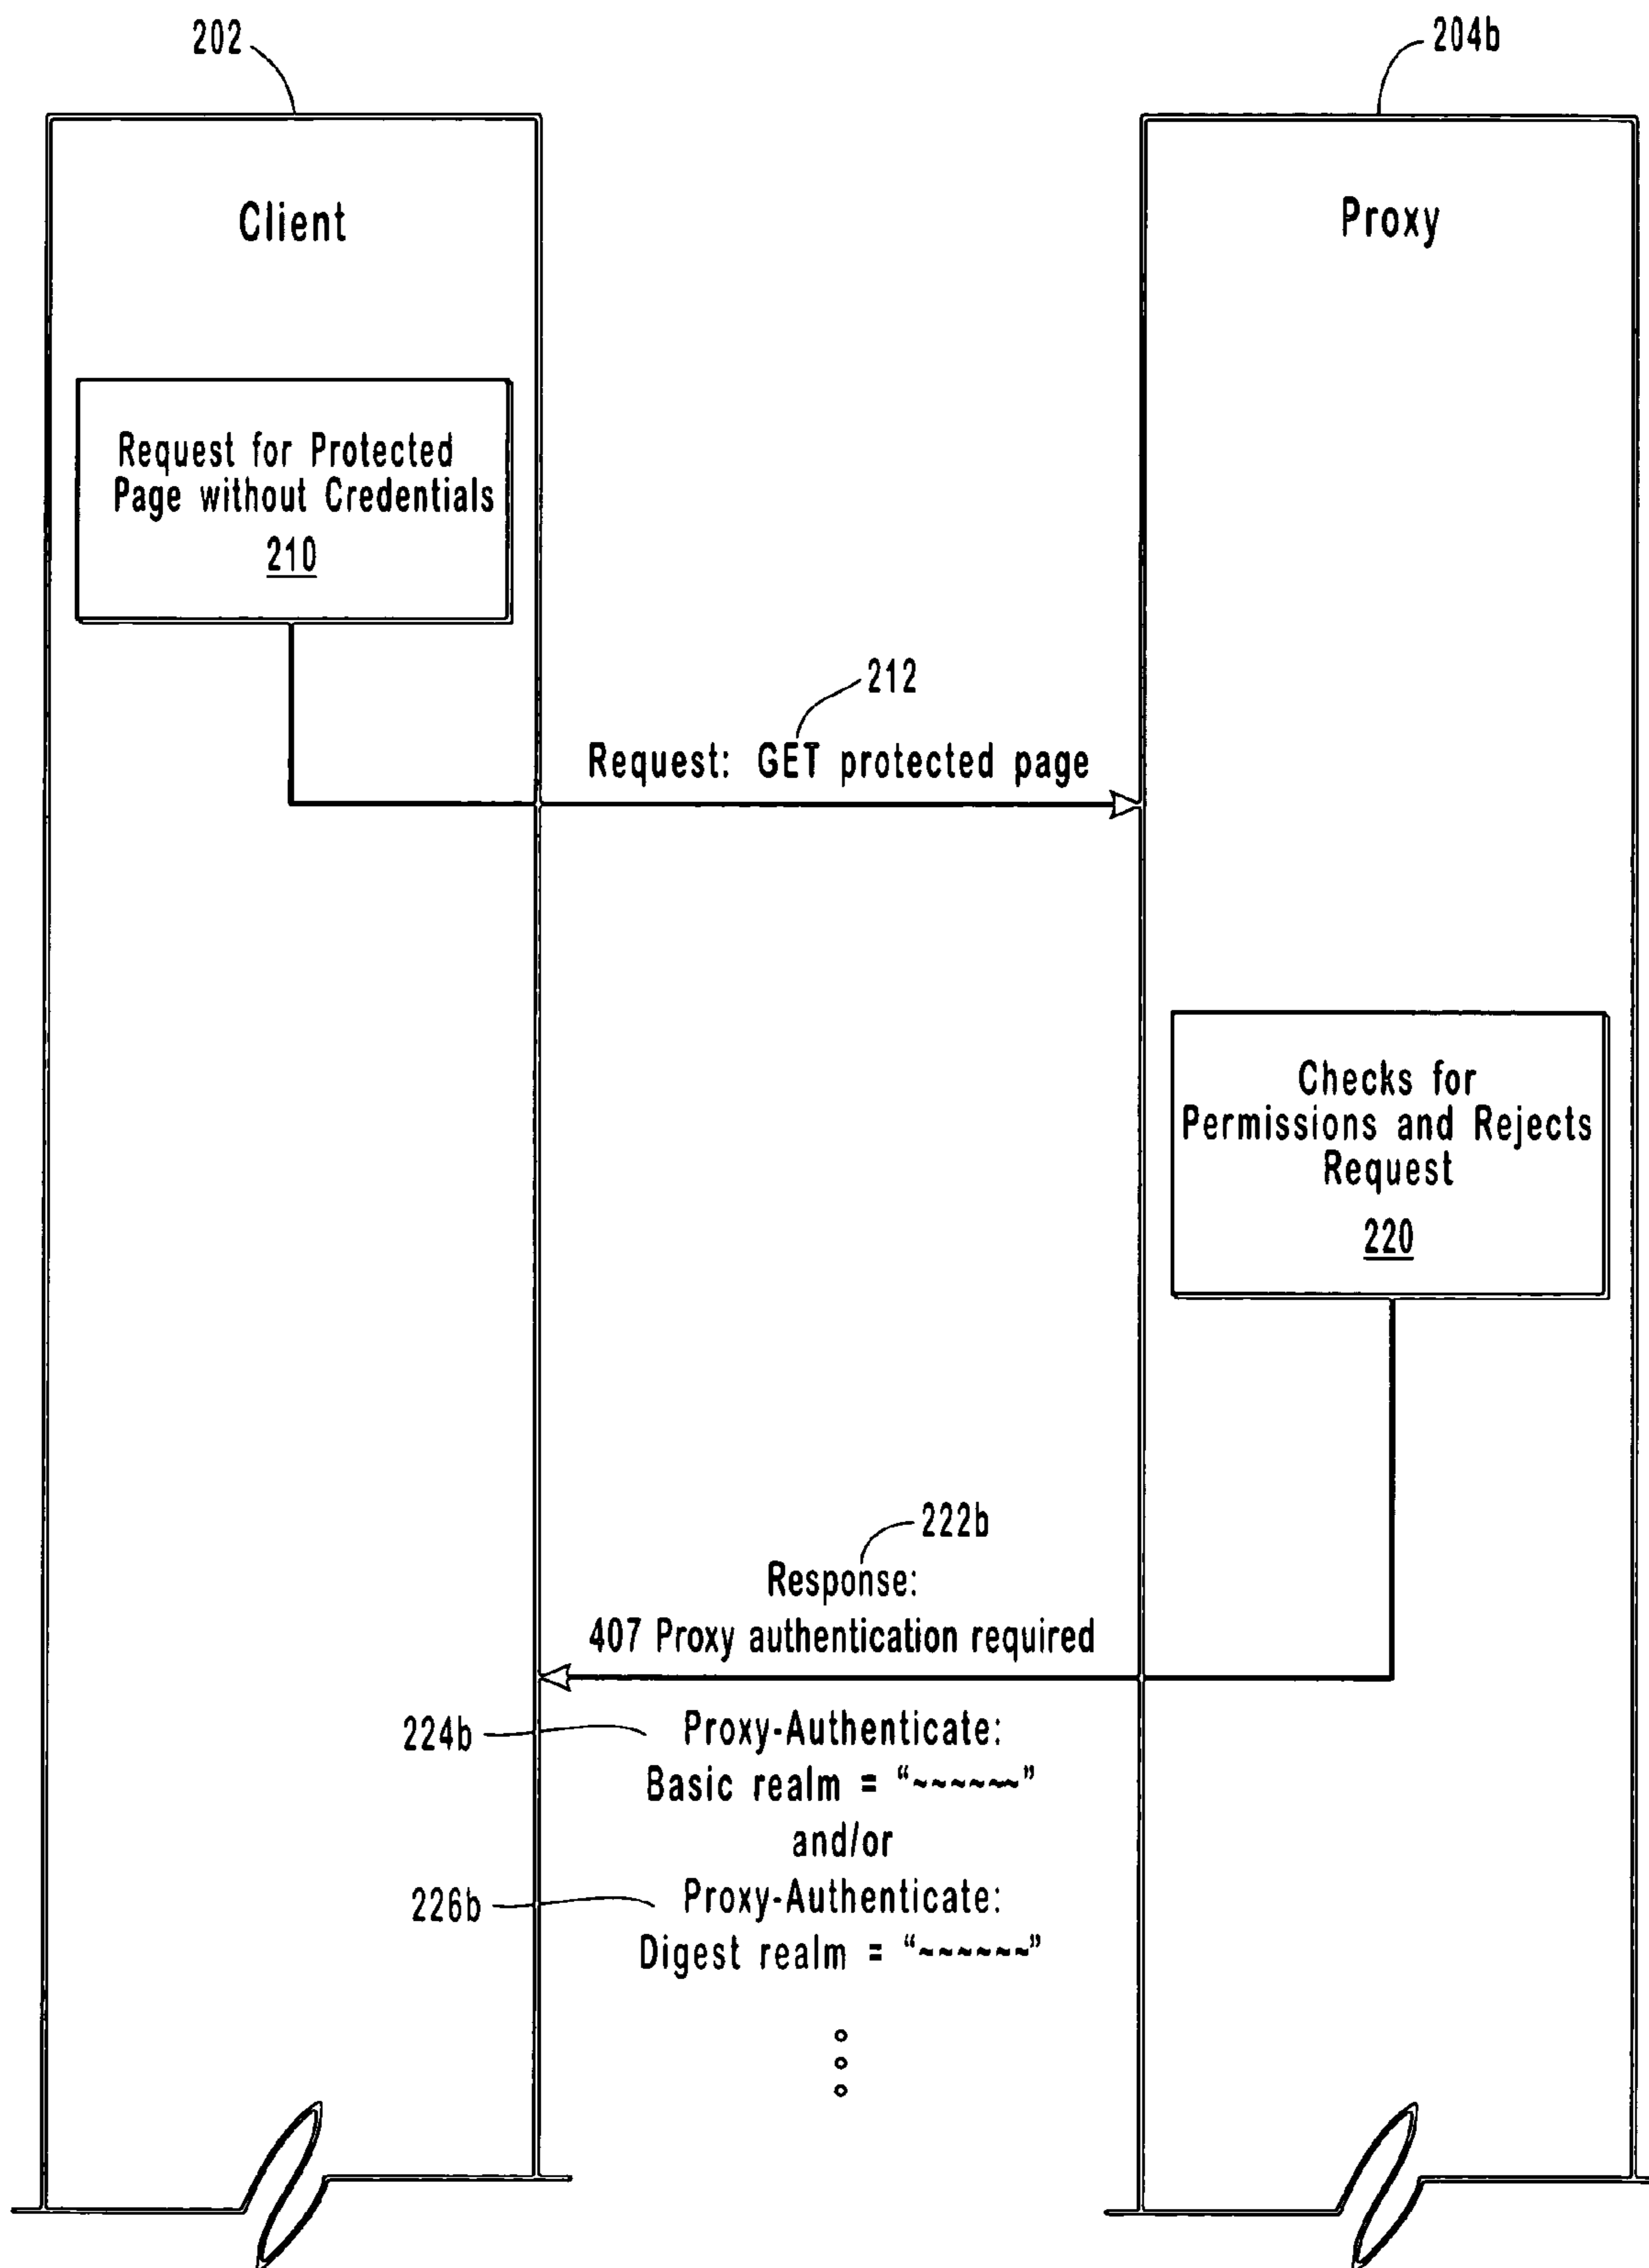 202
204b
Client
Proxy
Request for Protected
Page without Credentials
210
212
Request: GET protected page
Checks for
Permissions and Rejects
Request
220
222b
Response:
407 Proxy authentication required
224b
Proxy-Authenticate:
Basic realm = “~~~~~~”
and/or
226b
Proxy-Authenticate:
Digest realm = “~~~~~~”